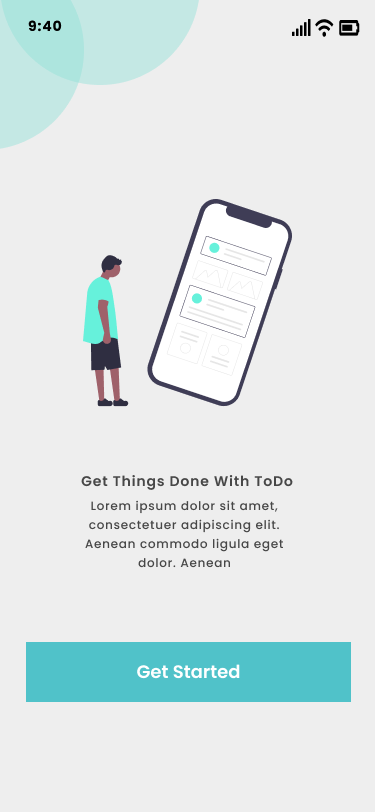 9:40
Get Things Done With ToDo
Lorem ipsum dolor sit amet,
consectetuer adipiscing elit.
Aenean commodo ligula eget
dolor. Aenean
Get Started